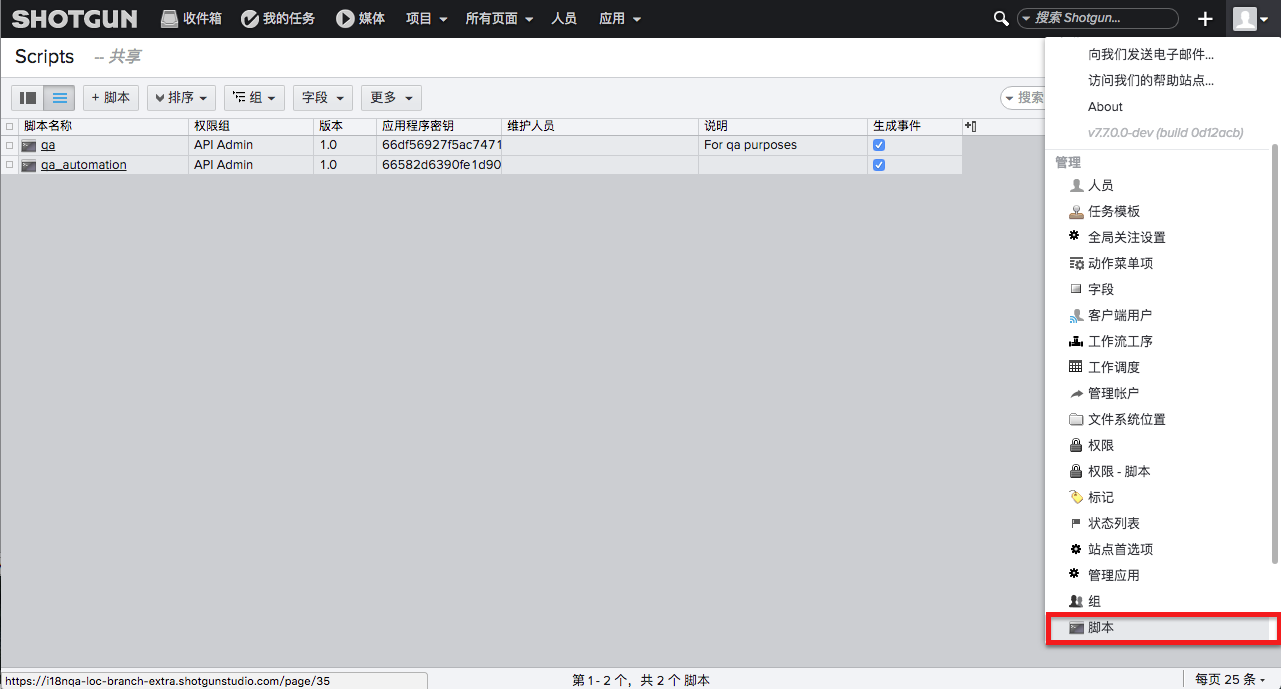 SHOTGUN 收件箱 我的任务 媒体 项目 所有页面 人员 应用 搜索 Shotgun...
Scripts -- 共享
+ 脚本 排序 组 字段 更多 搜索
脚本名称 权限组 版本 应用程序密钥 维护人员 说明 生成事件
qa API Admin 1.0 66df56927f5ac7471 For qa purposes
qa_automation API Admin 1.0 66582d6390fe1d90
向我们发送电子邮件...
访问我们的帮助站点...
About
v7.7.0.0-dev (build 0d12acb)
管理
人员
任务模板
全局关注设置
动作菜单项
字段
客户端用户
工作流工序
工作调度
管理帐户
文件系统位置
权限
权限 - 脚本
标记
状态列表
站点首选项
管理应用
组
脚本
https://i18nqa-loc-branch-extra.shotgunstudio.com/page/35 第 1 - 2 个，共 2 个 脚本 每页 25 条